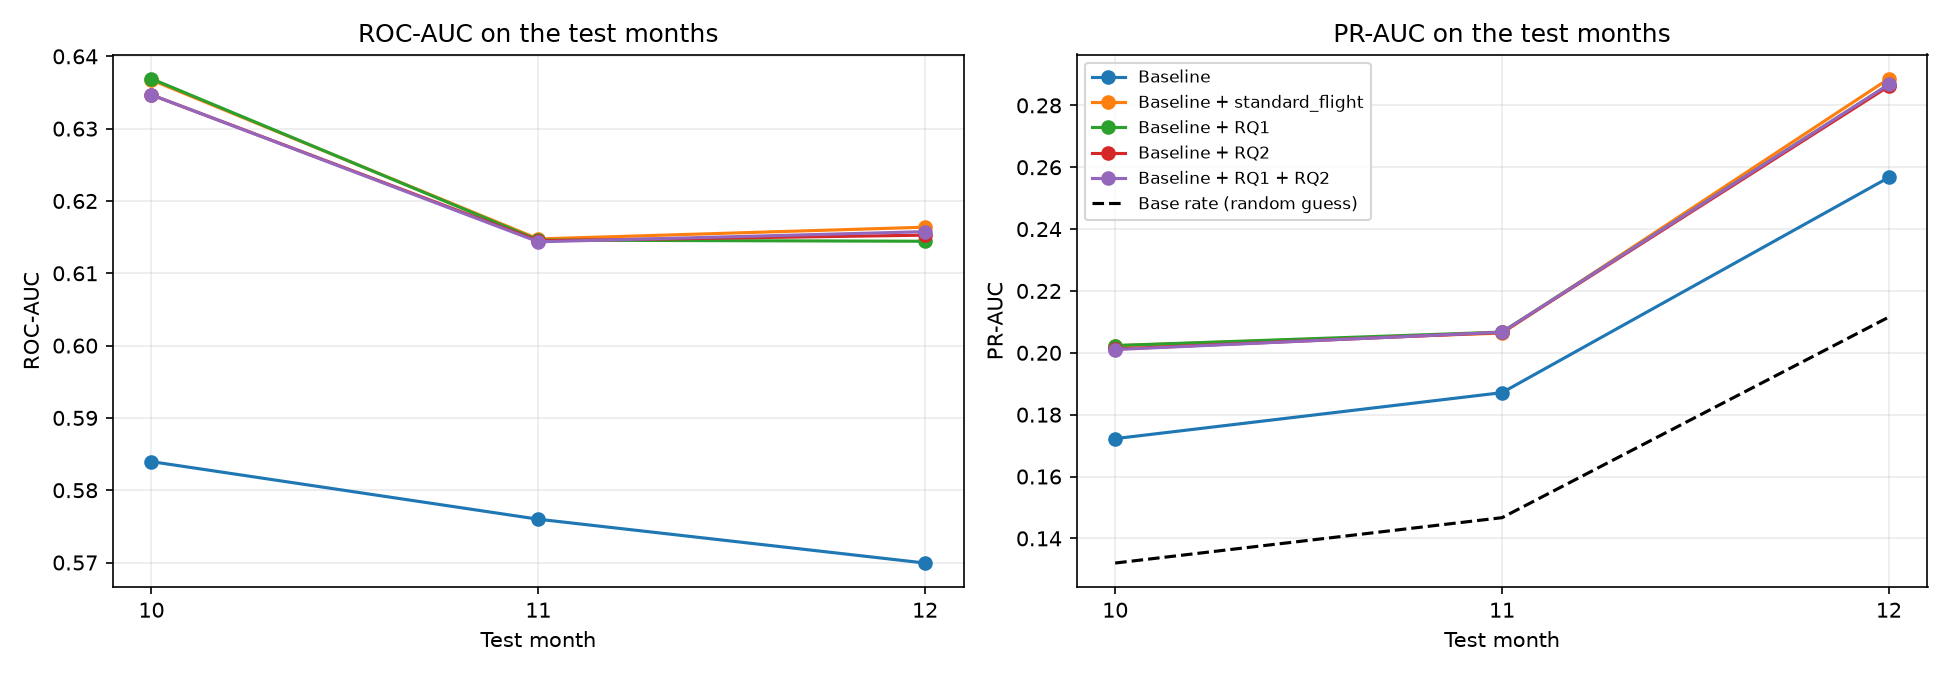 ROC-AUC on the test months
ROC-AUC
0.64
0.63
0.62
0.61
0.60
0.59
0.58
0.57
10
11
12
Test month
PR-AUC on the test months
PR-AUC
0.28
0.26
0.24
0.22
0.20
0.18
0.16
0.14
Baseline
Baseline + standard_flight
Baseline + RQ1
Baseline + RQ2
Baseline + RQ1 + RQ2
Base rate (random guess)
10
11
12
Test month